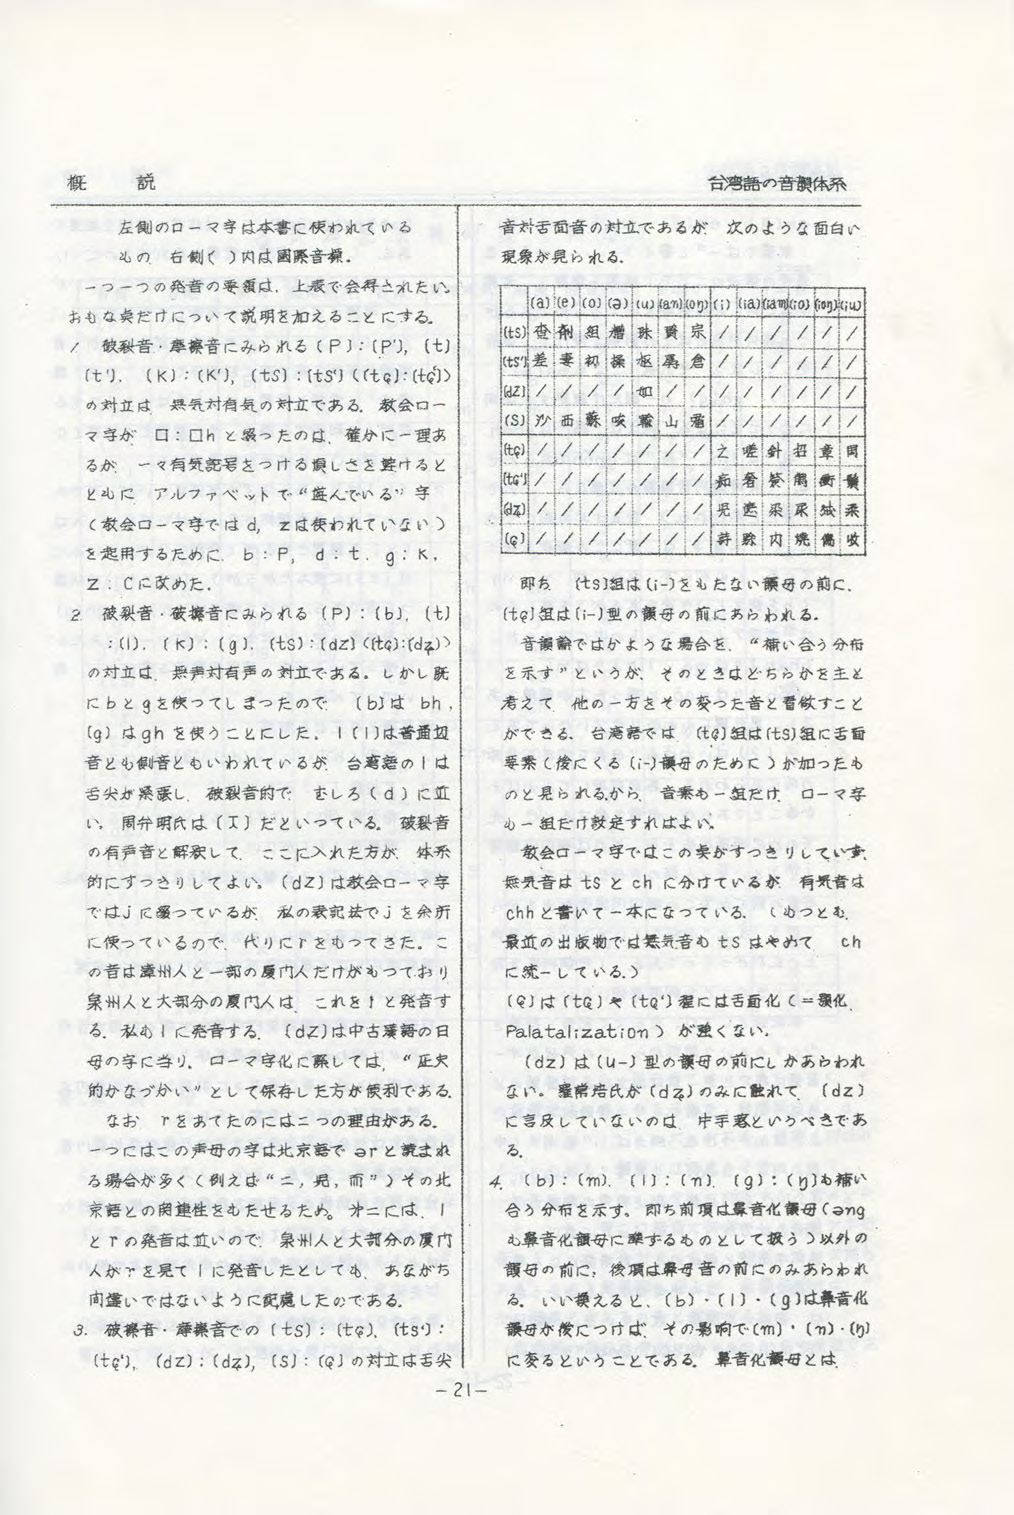 概　説
台湾語の音韻体系
左側のローマ字は本書に使われている
もの．右側〔 〕内は国際音標。
一つ一つの発音の要領は，上表で会得されたい。
おもな点だけについて説明を加えることにする。
1. 破裂音・摩擦音にみられる〔P〕:〔P'〕，〔t〕
〔t'〕，〔K〕:〔K'〕，〔tS〕:〔tS'〕(〔tɕ〕:〔tɕ'〕)
の対立は，無気対有気の対立である．教会ロー
マ字が □:□h と綴ったのは，確かに一理あ
るが 一々有気記号をつける煩しさを避けると
ともに アルファベットで“遊んでいる”字
(教会ローマ字では d, z は使われていない)
を起用するために，b:P, d:t, g:K,
Z:C に改めた．
2. 破裂音・破擦音にみられる〔P〕:〔b〕，〔t〕
:〔l〕，〔K〕:〔g〕，〔tS〕:〔dZ〕(〔tɕ〕:〔dʑ〕)
の対立は，無声対有声の対立である。しかし既
に b と g を使ってしまったので 〔b〕は bh，
〔g〕は gh を使うことにした．l〔l〕は普通辺
音とも側音ともいわれているが 台湾語の l は
舌尖が緊張し，破裂音的で むしろ〔d〕に近
い。周弁明氏は〔I〕だといっている。破裂音
の有声音と解釈して，ここに入れた方が 体系
的にすっきりしてよい。〔dZ〕は教会ローマ字
では j に綴っているが 私の表記法で j を余所
に使っているので，代りに r をもってきた。こ
の音は漳州人と一部の厦門人だけがもっており
泉州人と大部分の厦門人は，これを l と発音す
る．私も l に発音する．〔dZ〕は中古漢語の日
母の字に当り，ローマ字化に際しては，“歴史
的かなづかい”として保存した方が便利である．
なお r をあてたのには二つの理由がある．
一つにはこの声母の字は北京語で ər と読まれ
る場合が多く(例えば“二，児，而”)その北
京語との関連性をもたせるため。第二には，l
と r の発音は近いので 泉州人と大部分の厦門
人が r を見て l に発音したとしても，あながち
間違いではないように配慮したのである．
3. 破擦音・摩擦音での〔tS〕:〔tɕ〕，〔tS'〕:
〔tɕ'〕，〔dZ〕:〔dʑ〕，〔S〕:〔ɕ〕の対立は舌尖
音対舌面音の対立であるが 次のような面白い
現象が見られる．
〔a〕〔e〕〔o〕〔ə〕〔u〕〔am〕〔oŋ〕〔i〕〔ia〕〔iam〕〔io〕〔ioŋ〕〔iu〕
〔tS〕査 剤 組 憎 珠 賛 宗 / / / / / /
〔tS'〕差 妻 初 操 枢 倉 / / / / / /
〔dZ〕/ / / / 如 / / / / / / / /
〔S〕沙 西 蘇 山 / / / / / /
〔tɕ〕/ / / / / / / 之 嗟 針 招 章 周
〔tɕ'〕/ / / / / / / 痴
〔dʑ〕/ / / / / / / 児 遮 尿
〔ɕ〕/ / / / / / / 詩 焼 傷
即ち 〔tS〕組は〔i-〕をもたない韻母の前に，
〔tɕ〕組は〔i-〕型の韻母の前にあらわれる。
音韻論ではかような場合を，“補い合う分布
を示す”というが そのときはどちらかを主と
考えて，他の一方をその変った音と看做すこと
ができる．台湾語では，〔tɕ〕組は〔tS〕組に舌面
要素(後にくる〔i-〕韻母のために)が加ったも
のと見られるから，音素も一組だけ ローマ字
も一組だけ設定すればよい。
教会ローマ字ではこの点がすっきりしていず，
無気音は ts と ch に分けているが 有気音は
chh と書いて一本になっている．(もっとも，
最近の出版物では無気音も ts はやめて ch
に統一している．)
〔ɕ〕は〔tɕ〕や〔tɕ'〕程には舌面化(=顎化，
Palatalization)が強くない．
〔dz〕は〔u-〕型の韻母の前にしかあらわれ
ない。羅常培氏が〔dʑ〕のみに触れて，〔dz〕
に言及していないのは 片手落というべきであ
る．
4. 〔b〕:〔m〕，〔l〕:〔n〕，〔g〕:〔ŋ〕も補い
合う分布を示す。即ち前項は鼻音化韻母(əng
も鼻音化韻母に準ずるものとして扱う)以外の
韻母の前に，後項は鼻母音の前にのみあらわれ
る．いい換えると，〔b〕・〔l〕・〔g〕は鼻音化
韻母が後につけば その影响で〔m〕・〔n〕・〔ŋ〕
に変るということである．鼻音化韻母とは，
-21-